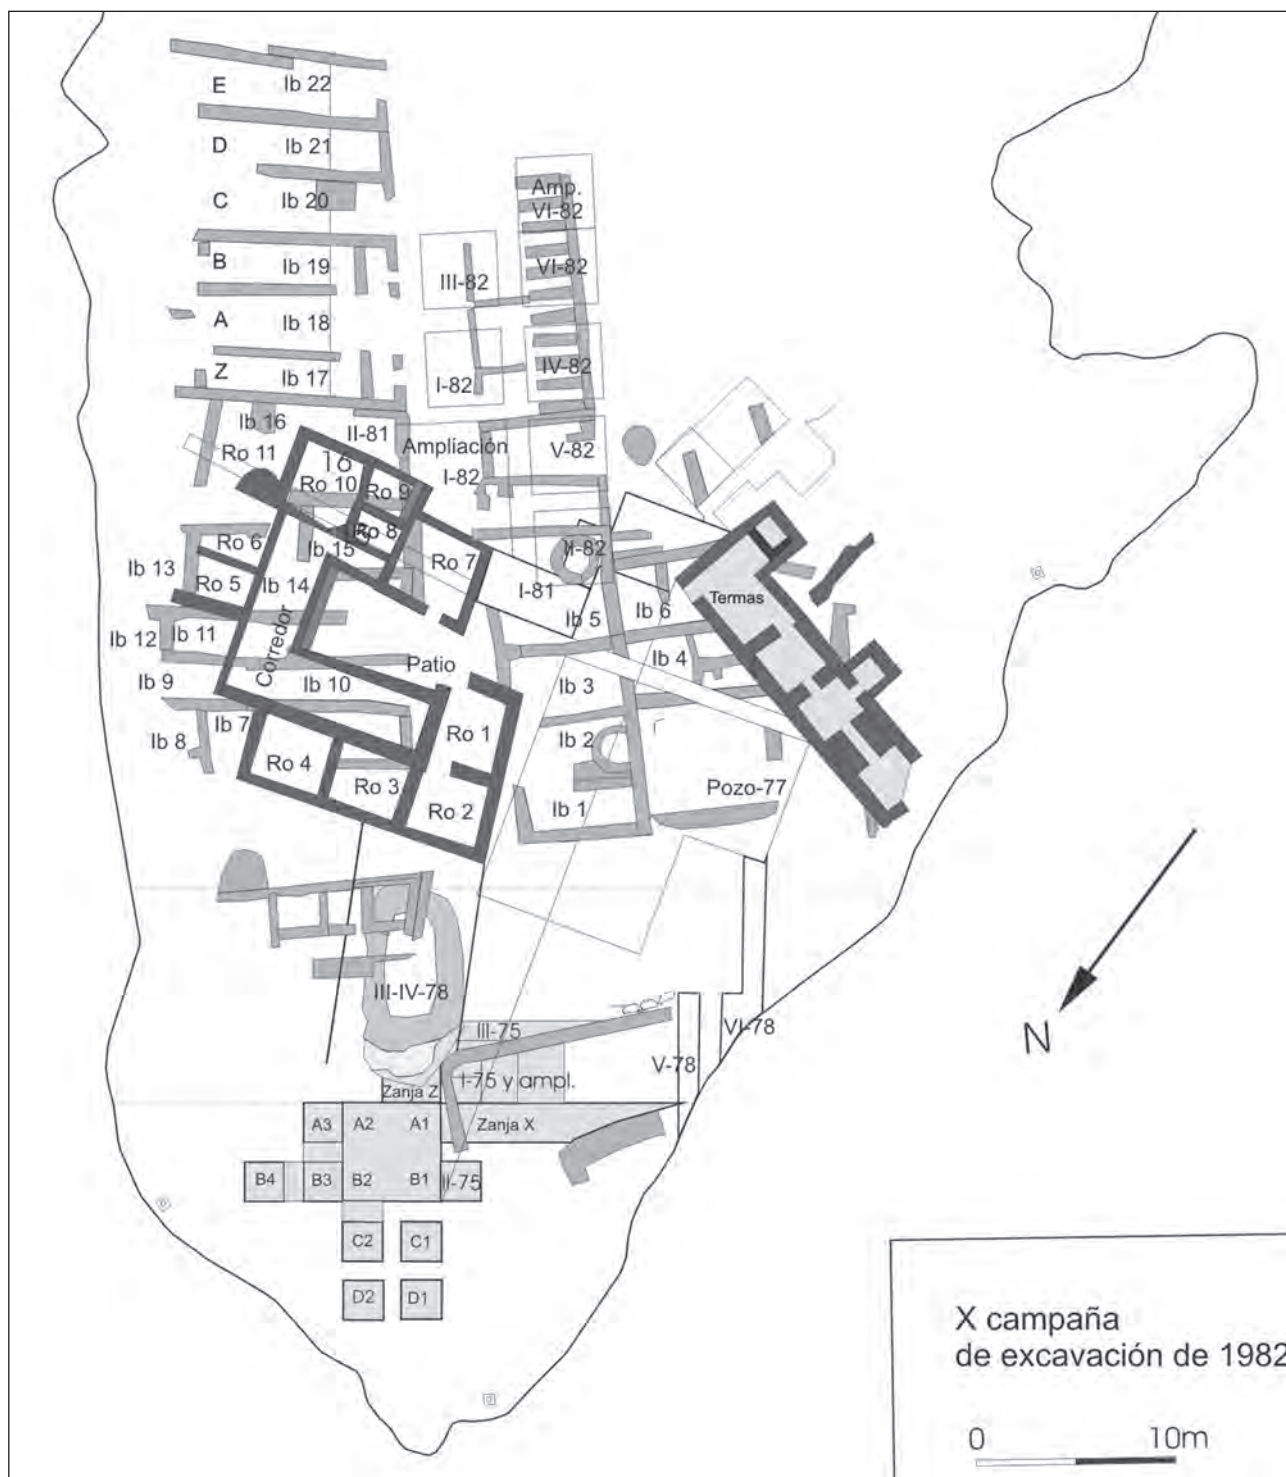 E
Ib 22
D
Ib 21
C
Ib 20
Amp.
VI-82
B
Ib 19
III-82
VI-82
A
Ib 18
Z
Ib 17
I-82
IV-82
Ib 16
II-81
Ampliación
I-82
V-82
Ro 11
16
Ro 10
Ro 9
Ro 8
Ro 6
Ib 15
Ro 7
II-82
Ib 13
Ro 5
Ib 14
I-81
Ib 5
Ib 6
Termas
Ib 12
Ib 11
Corredor
Patio
Ib 4
Ib 9
Ib 10
Ib 3
Ib 7
Ib 8
Ro 1
Ib 2
Ro 4
Ro 3
Ro 2
Ib 1
Pozo-77
III-IV-78
N
III-75
VI-78
V-78
I-75 y ampl.
Zanja Z
A3
A2
A1
Zanja X
B4
B3
B2
B1
II-75
C2
C1
D2
D1
X campaña
de excavación de 1982
0
10m